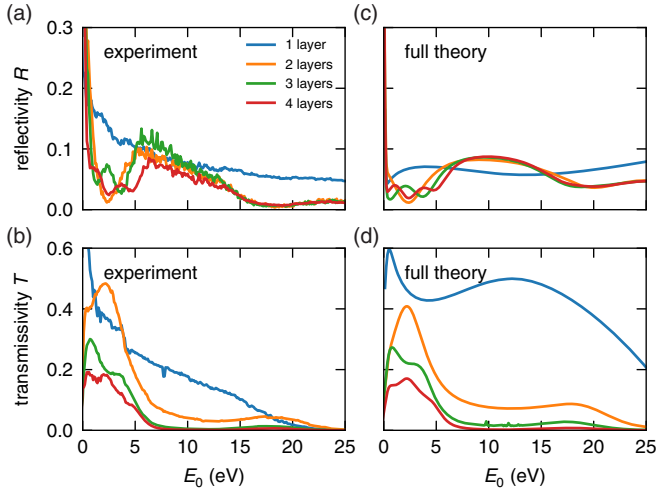 (a)
(c)
0.3
0.2
0.1
0.0
reflectivity R
experiment
1 layer
2 layers
3 layers
4 layers
full theory
(b)
(d)
0.6
0.4
0.2
0.0
transmissivity T
experiment
full theory
0 5 10 15 20 25
0 5 10 15 20 25
E₀ (eV)
E₀ (eV)